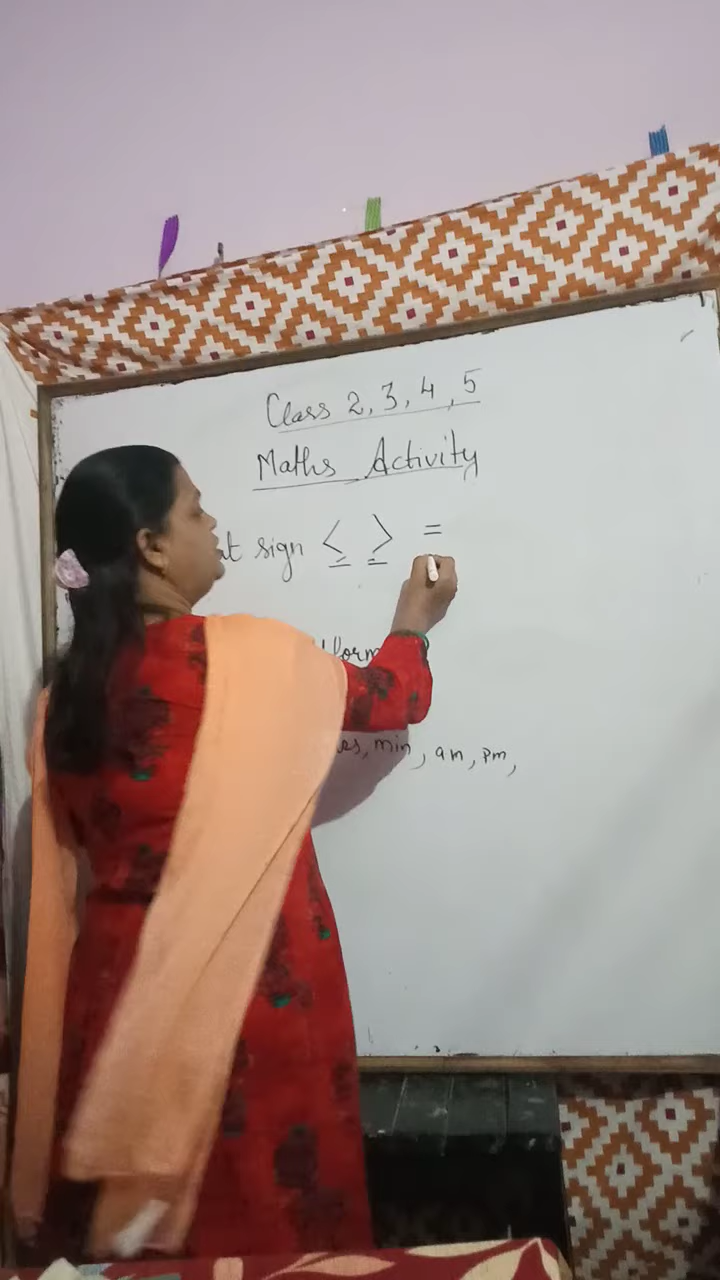 Class 2, 3, 4, 5
Maths Activity
sign < > =
min, am, pm,